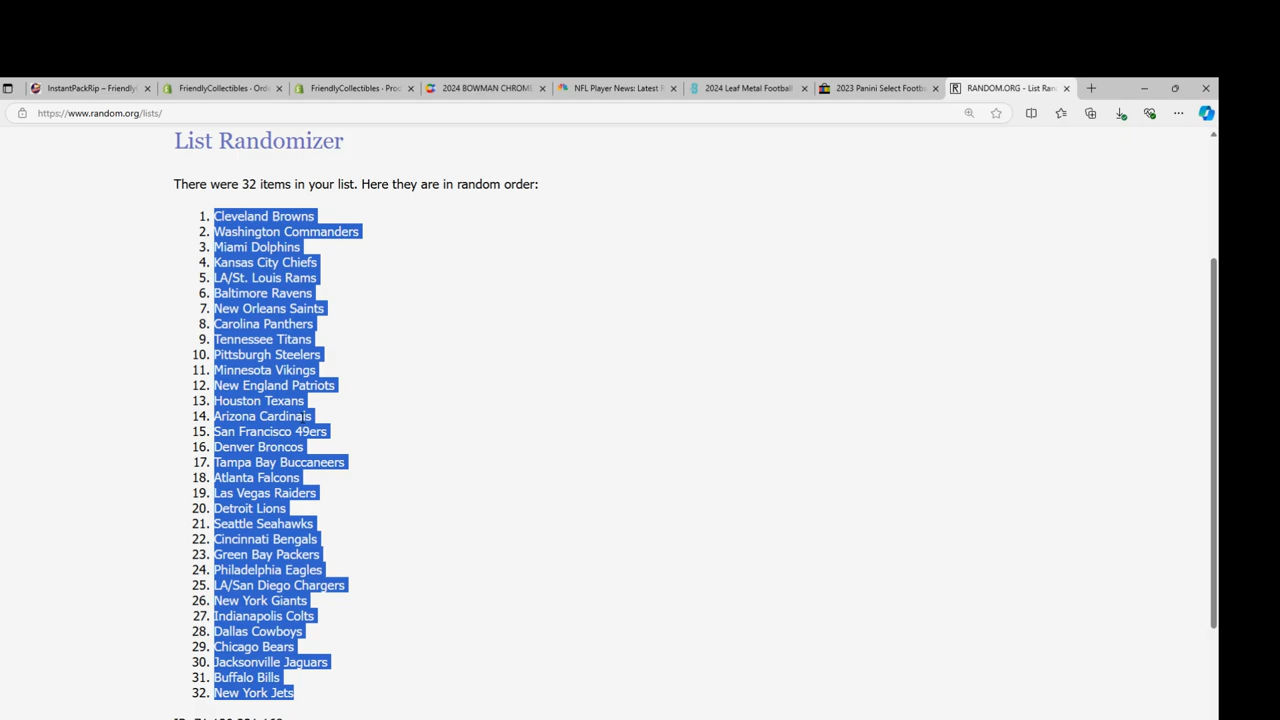 InstantPackRip – Friendly
FriendlyCollectibles · Ord
FriendlyCollectibles · Proc
2024 BOWMAN CHROME
NFL Player News: Latest R
2024 Leaf Metal Football
2023 Panini Select Footb
RANDOM.ORG - List Ran
https://www.random.org/lists/
List Randomizer
There were 32 items in your list. Here they are in random order:
1. Cleveland Browns
2. Washington Commanders
3. Miami Dolphins
4. Kansas City Chiefs
5. LA/St. Louis Rams
6. Baltimore Ravens
7. New Orleans Saints
8. Carolina Panthers
9. Tennessee Titans
10. Pittsburgh Steelers
11. Minnesota Vikings
12. New England Patriots
13. Houston Texans
14. Arizona Cardinals
15. San Francisco 49ers
16. Denver Broncos
17. Tampa Bay Buccaneers
18. Atlanta Falcons
19. Las Vegas Raiders
20. Detroit Lions
21. Seattle Seahawks
22. Cincinnati Bengals
23. Green Bay Packers
24. Philadelphia Eagles
25. LA/San Diego Chargers
26. New York Giants
27. Indianapolis Colts
28. Dallas Cowboys
29. Chicago Bears
30. Jacksonville Jaguars
31. Buffalo Bills
32. New York Jets